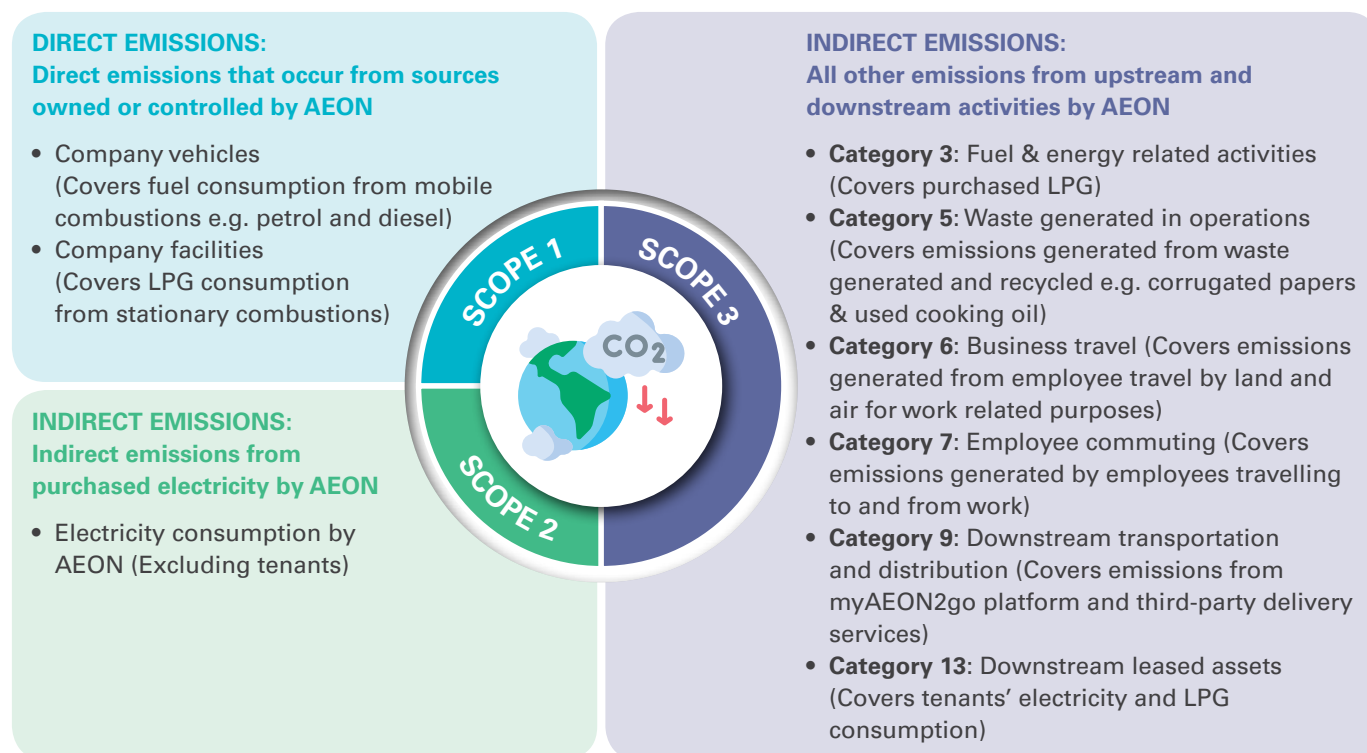 DIRECT EMISSIONS:
Direct emissions that occur from sources
owned or controlled by AEON
• Company vehicles
(Covers fuel consumption from mobile
combustions e.g. petrol and diesel)
• Company facilities
(Covers LPG consumption
from stationary combustions)
INDIRECT EMISSIONS:
Indirect emissions from
purchased electricity by AEON
• Electricity consumption by
AEON (Excluding tenants)
SCOPE 1
SCOPE 2
SCOPE 3
CO2
INDIRECT EMISSIONS:
All other emissions from upstream and
downstream activities by AEON
• Category 3: Fuel & energy related activities
(Covers purchased LPG)
• Category 5: Waste generated in operations
(Covers emissions generated from waste
generated and recycled e.g. corrugated papers
& used cooking oil)
• Category 6: Business travel (Covers emissions
generated from employee travel by land and
air for work related purposes)
• Category 7: Employee commuting (Covers
emissions generated by employees travelling
to and from work)
• Category 9: Downstream transportation
and distribution (Covers emissions from
myAEON2go platform and third-party delivery
services)
• Category 13: Downstream leased assets
(Covers tenants’ electricity and LPG
consumption)